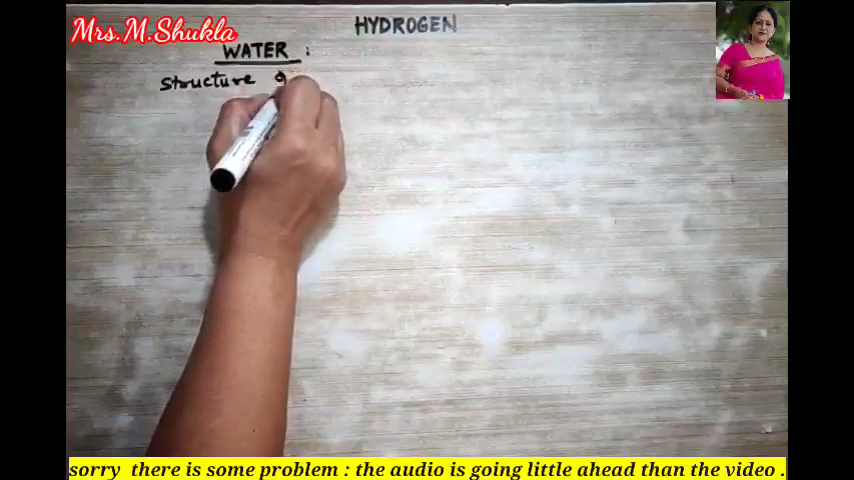 Mrs.M.Shukla
HYDROGEN
WATER :
Structure
sorry there is some problem : the audio is going little ahead than the video .